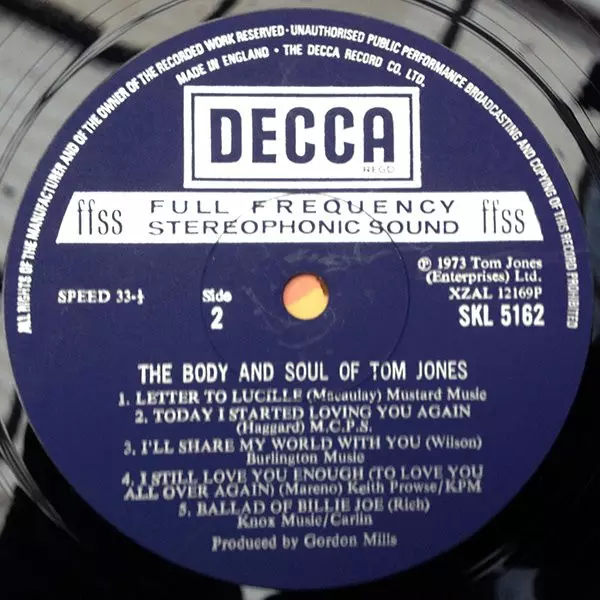 ALL RIGHTS OF THE MANUFACTURER AND OF THE OWNER OF THE RECORDED WORK RESERVED · UNAUTHORISED PUBLIC PERFORMANCE BROADCASTING AND COPYING OF THIS RECORD PROHIBITED
MADE IN ENGLAND · THE DECCA RECORD CO. LTD.
DECCA
REGD
ffss FULL FREQUENCY ffss
STEREOPHONIC SOUND
℗ 1973 Tom Jones
(Enterprises) Ltd.
SPEED 33-⅓ Side XZAL 12169P
2 SKL 5162
THE BODY AND SOUL OF TOM JONES
1. LETTER TO LUCILLE (Macaulay) Mustard Music
2. TODAY I STARTED LOVING YOU AGAIN
(Haggard) M.C.P.S.
3. I'LL SHARE MY WORLD WITH YOU (Wilson)
Burlington Music
4. I STILL LOVE YOU ENOUGH (TO LOVE YOU
ALL OVER AGAIN) (Mareno) Keith Prowse/KPM
5. BALLAD OF BILLIE JOE (Rich)
Knox Music/Carlin
Produced by Gordon Mills